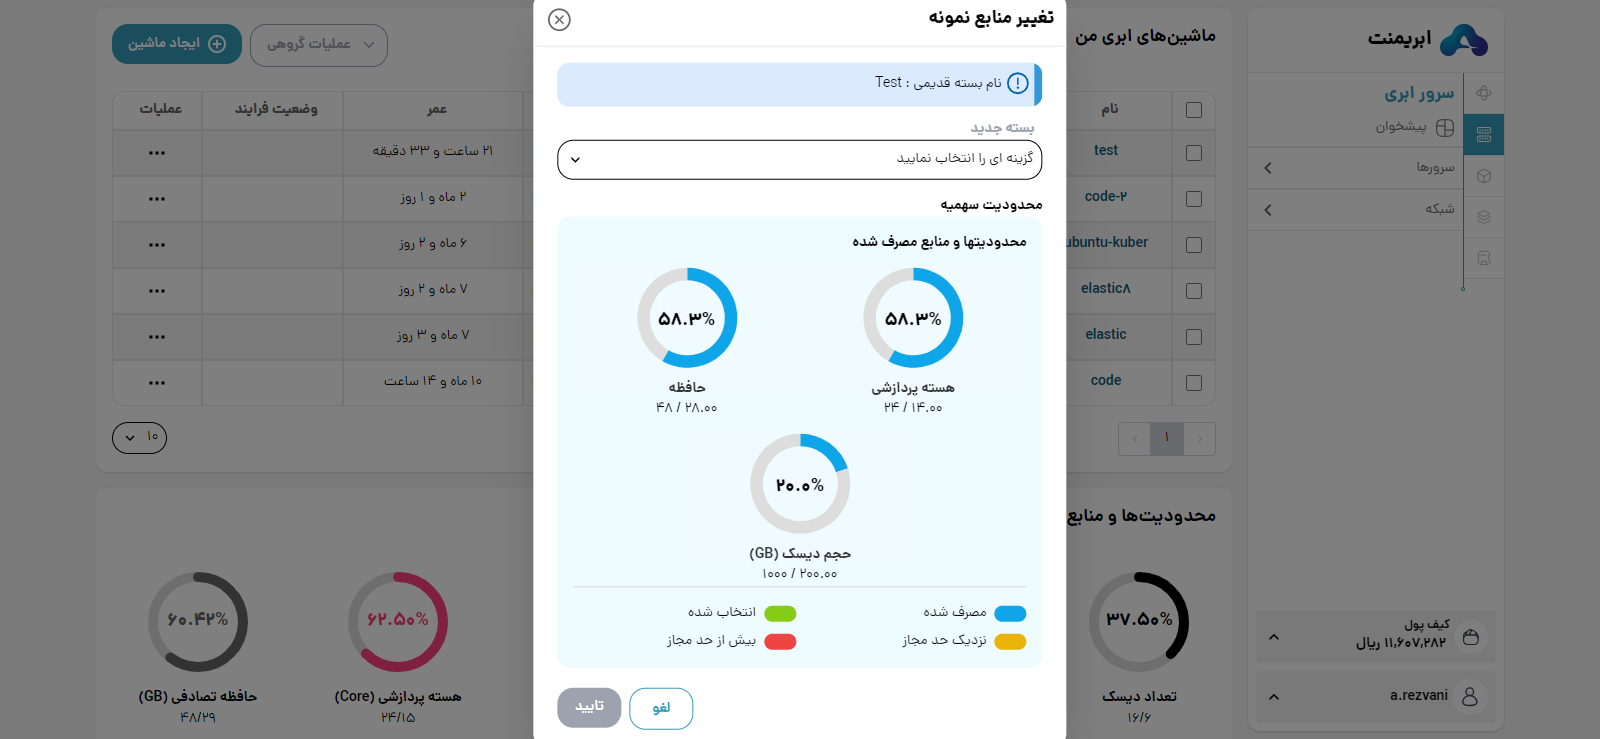 ابریمنت
سرور ابری
پیشخوان
سرورها
شبکه
کیف پول
۱۱,۶۰۷,۲۸۲ ریال
a.rezvani
ماشین‌های ابری من
عملیات گروهی
ایجاد ماشین
نام
عمر
وضعیت فرایند
عملیات
test
۲۱ ساعت و ۳۳ دقیقه
code-۲
۲ ماه و ۱ روز
ubuntu-kuber
۶ ماه و ۲ روز
elastic۸
۷ ماه و ۲ روز
elastic
۷ ماه و ۳ روز
code
۱۰ ماه و ۱۴ ساعت
۱
۱۰
تغییر منابع نمونه
نام بسته قدیمی : Test
بسته جدید
گزینه ای را انتخاب نمایید
محدودیت سهمیه
محدودیتها و منابع مصرف شده
۵۸.۳%
هسته پردازشی
۲۴ / ۱۴.۰۰
۵۸.۳%
حافظه
۴۸ / ۲۸.۰۰
۲۰.۰%
حجم دیسک (GB)
۱۰۰۰ / ۲۰۰.۰۰
مصرف شده
انتخاب شده
نزدیک حد مجاز
بیش از حد مجاز
لغو
تایید
محدودیت‌ها و منابع
۳۷.۵۰%
تعداد دیسک
۱۶/۶
۶۲.۵۰%
هسته پردازشی (Core)
۲۴/۱۵
۶۰.۴۲%
حافظه تصادفی (GB)
۴۸/۲۹